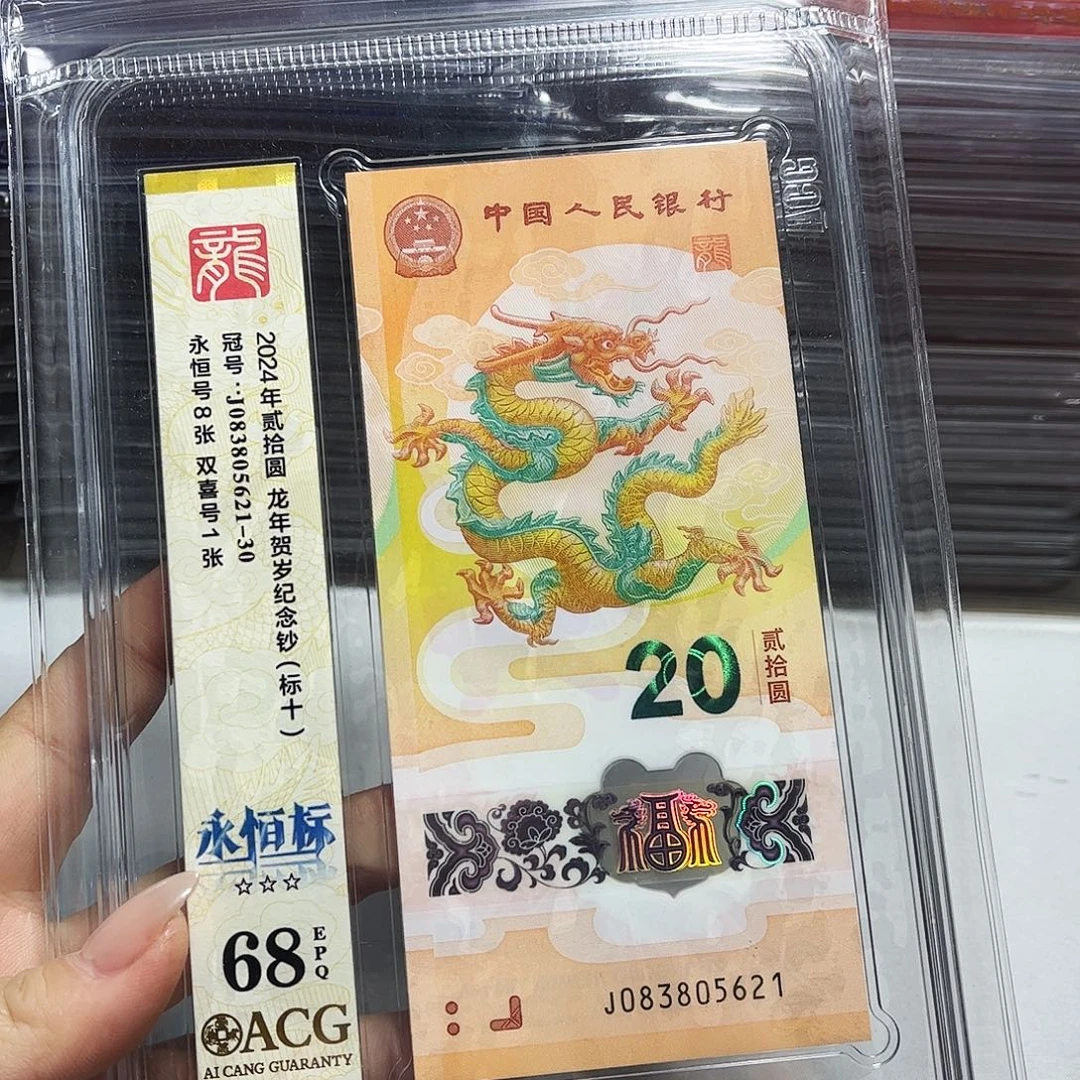 龍
2024年贰拾圆 龙年贺岁纪念钞(标十)
冠号:J083805621-30
永恒号8张 双喜号1张
永恒标
☆☆☆
68 EPQ
ACG
AI CANG GUARANTY
中国人民银行
龍
20
贰拾圆
福
J083805621